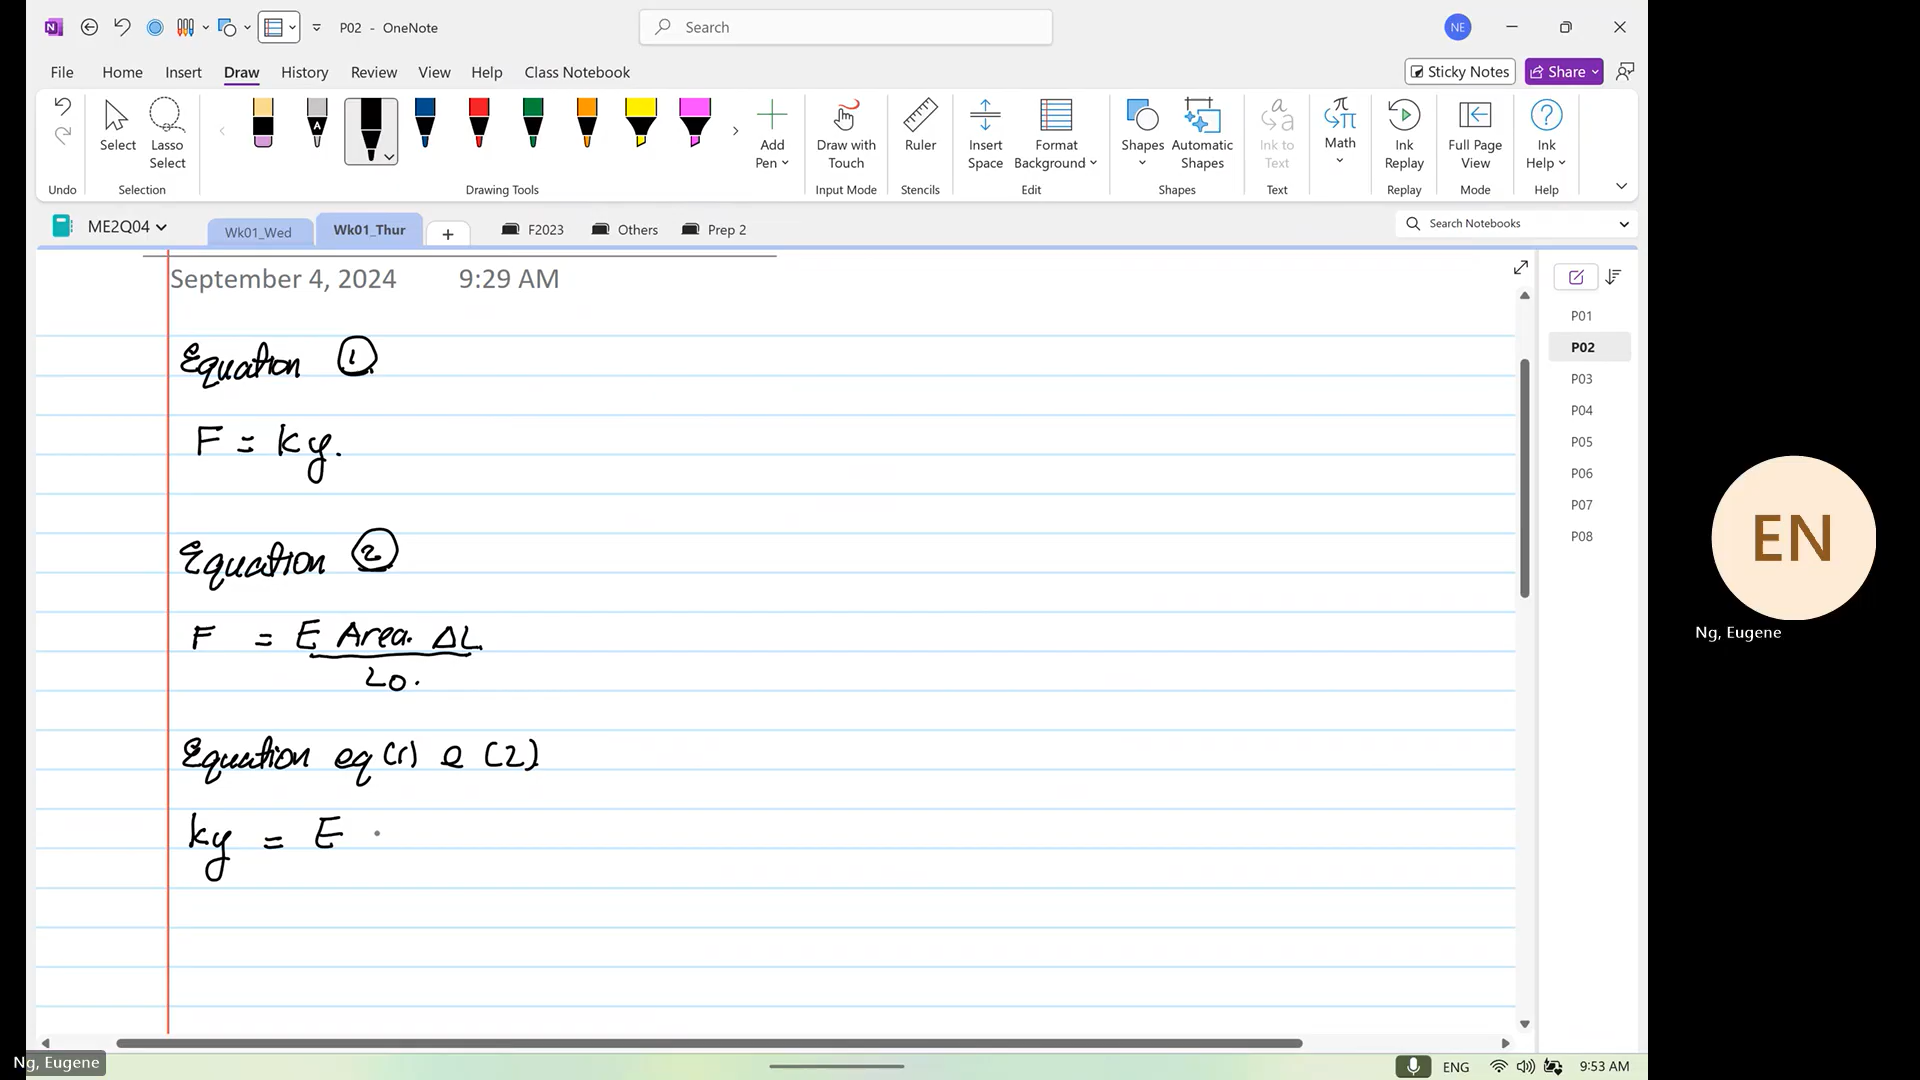 P02 - OneNote
Search
NE
File Home Insert Draw History Review View Help Class Notebook
Sticky Notes Share
Select Lasso Select
Add Pen
Draw with Touch
Ruler
Insert Space
Format Background
Shapes
Automatic Shapes
Ink to Text
Math
Ink Replay
Full Page View
Ink Help
Undo Selection Drawing Tools Input Mode Stencils Edit Shapes Text Replay Mode Help
ME2Q04 Wk01_Wed Wk01_Thur + F2023 Others Prep 2
Search Notebooks
September 4, 2024 9:29 AM
Equation ①
F = ky.
Equation ②
F = E Area. ΔL
Lo.
Equation eq (1) & (2)
ky = E
P01
P02
P03
P04
P05
P06
P07
P08
EN
Ng, Eugene
Ng, Eugene
ENG 9:53 AM